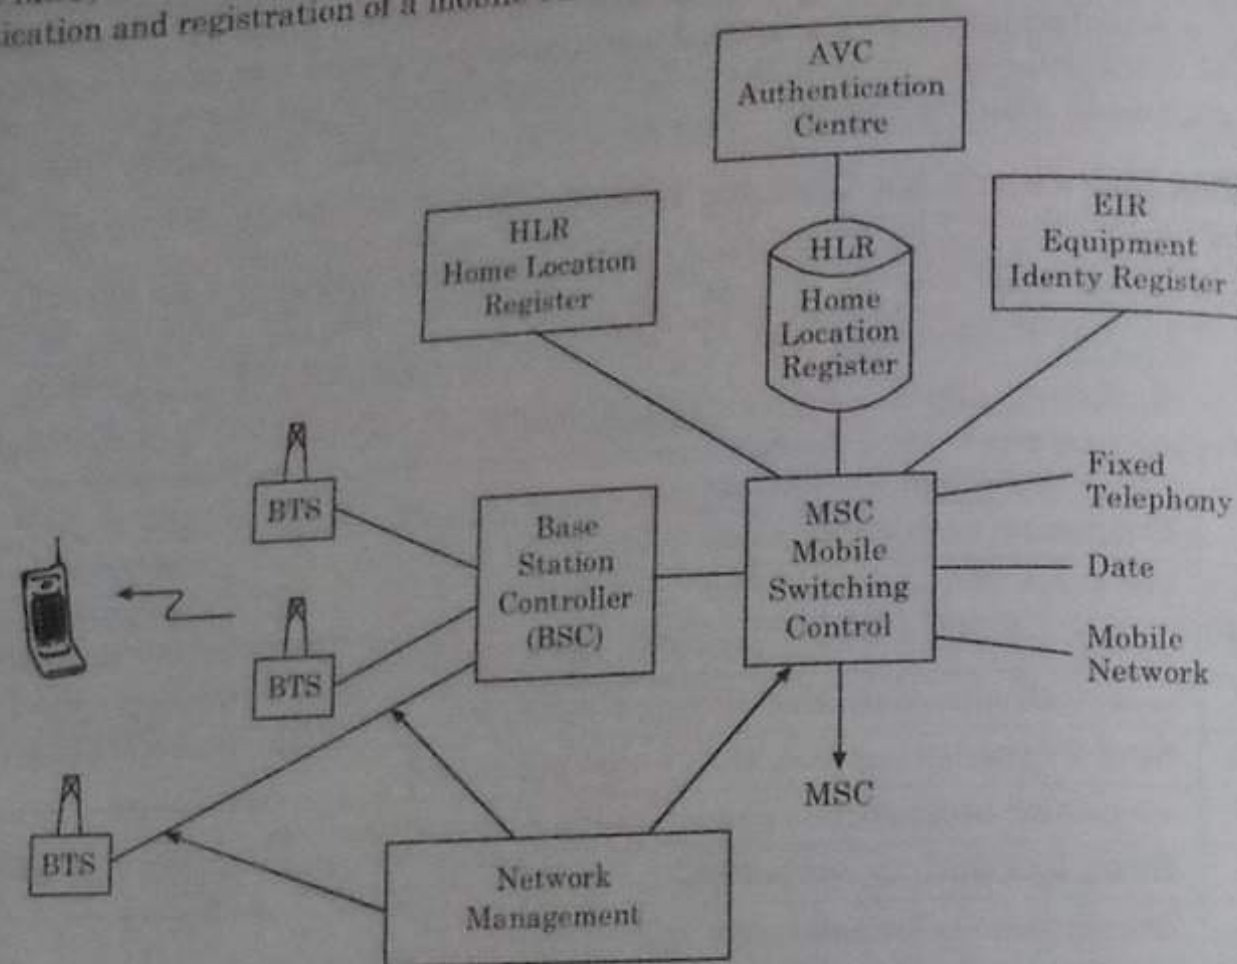 ication and registration of a mobile
AVC
Authentication
Centre
HLR
Home Location
Register
HLR
Home
Location
Register
EIR
Equipment
Identy Register
BTS
BTS
BTS
Base
Station
Controller
(BSC)
MSC
Mobile
Switching
Control
Fixed
Telephony
Date
Mobile
Network
MSC
Network
Management